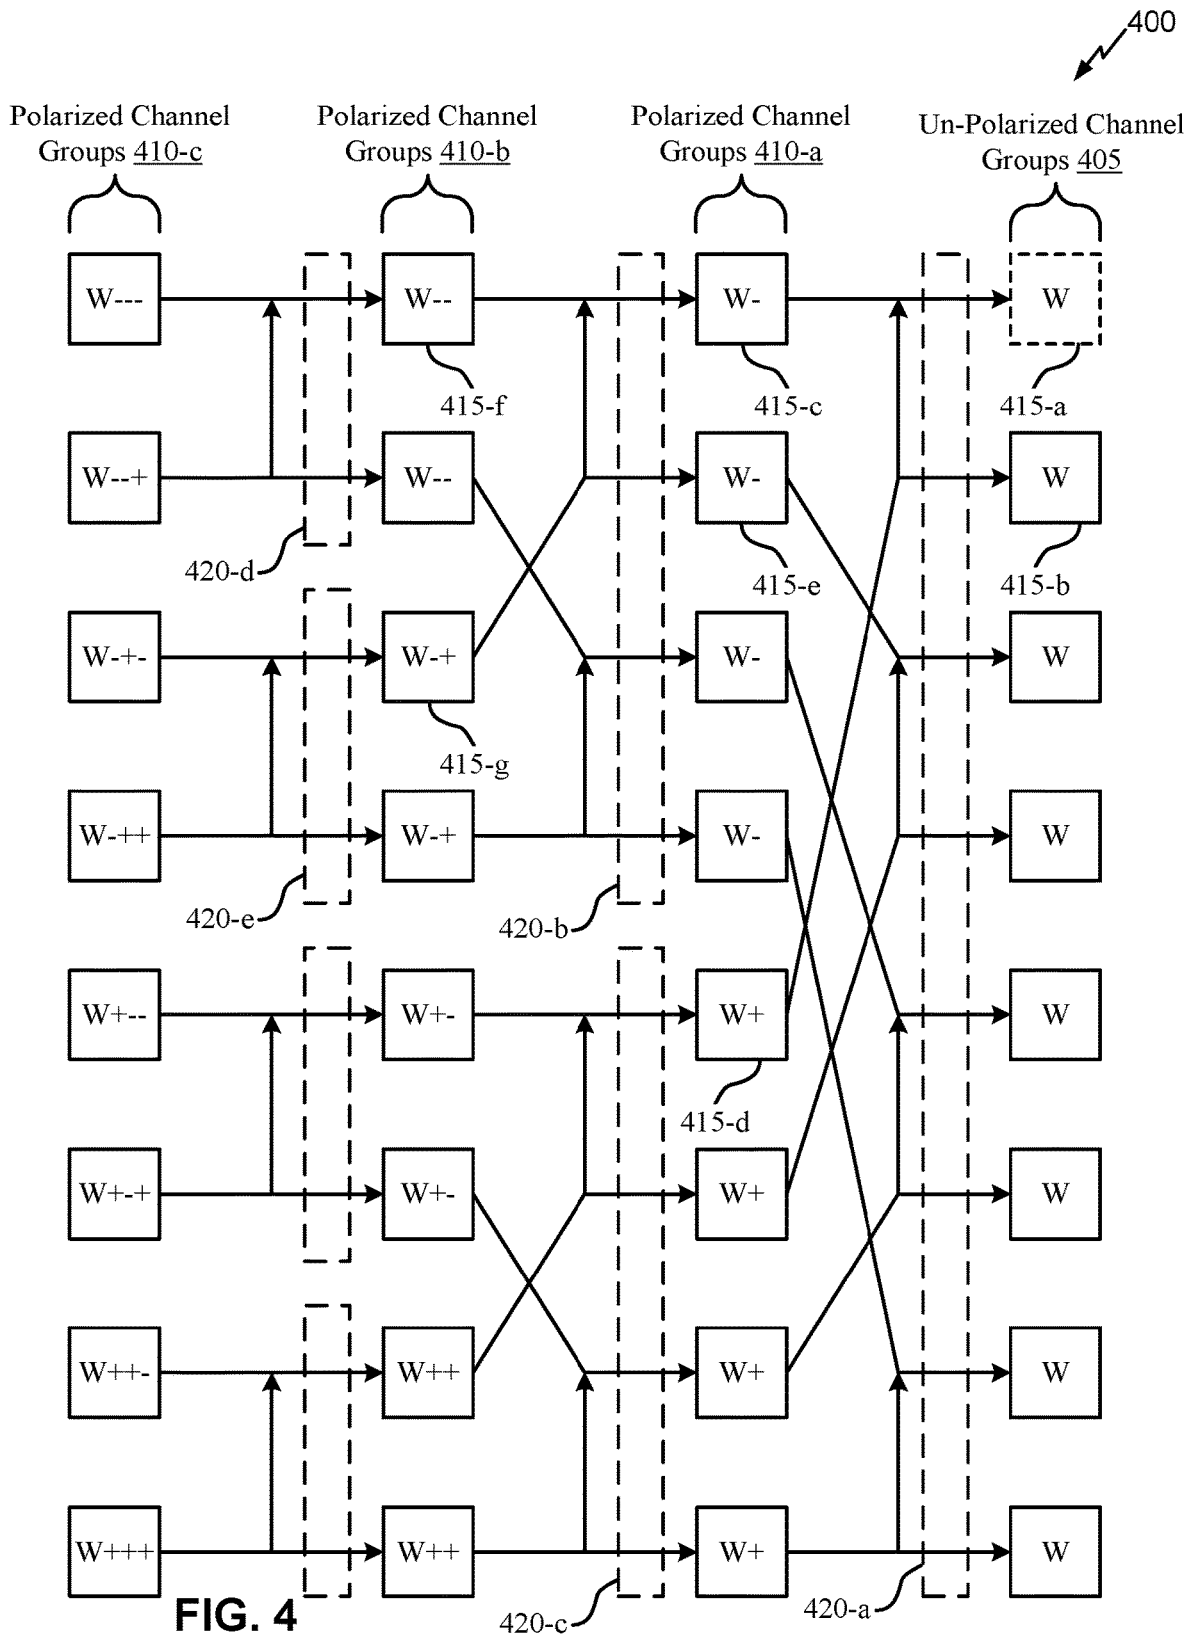 400
Polarized Channel
Groups 410-c
Polarized Channel
Groups 410-b
Polarized Channel
Groups 410-a
Un-Polarized Channel
Groups 405
W---
W--
W-
W
415-f
415-c
415-a
W--+
W--
W-
W
420-d
415-e
415-b
W-+-
W-+
W-
W
415-g
W-++
W-+
W-
W
420-e
420-b
W+--
W+-
W+
W
415-d
W+-+
W+-
W+
W
W++-
W++
W+
W
W+++
W++
W+
W
FIG. 4
420-c
420-a